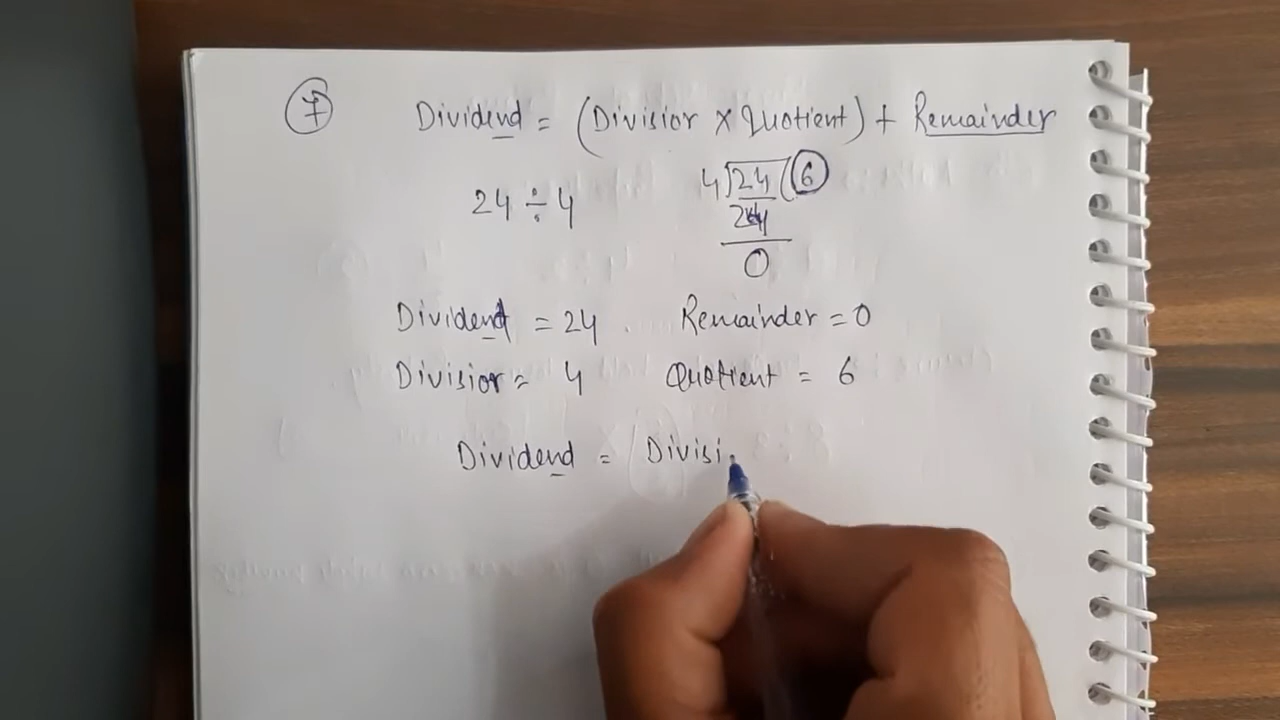 7 Dividend = (Divisior × Quotient) + Remainder
24 ÷ 4 4)24(6
24
0
Dividend = 24 Remainder = 0
Divisior = 4 Quotient = 6
Dividend = Divisi